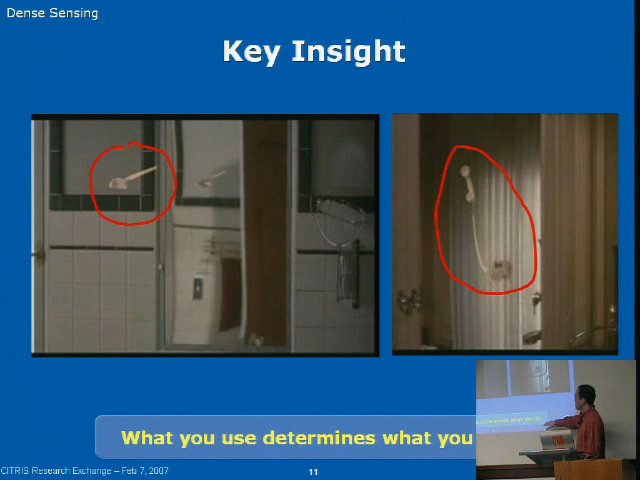 Dense Sensing
Key Insight
What you use determines what you
CITRIS Research Exchange – Feb 7, 2007
11